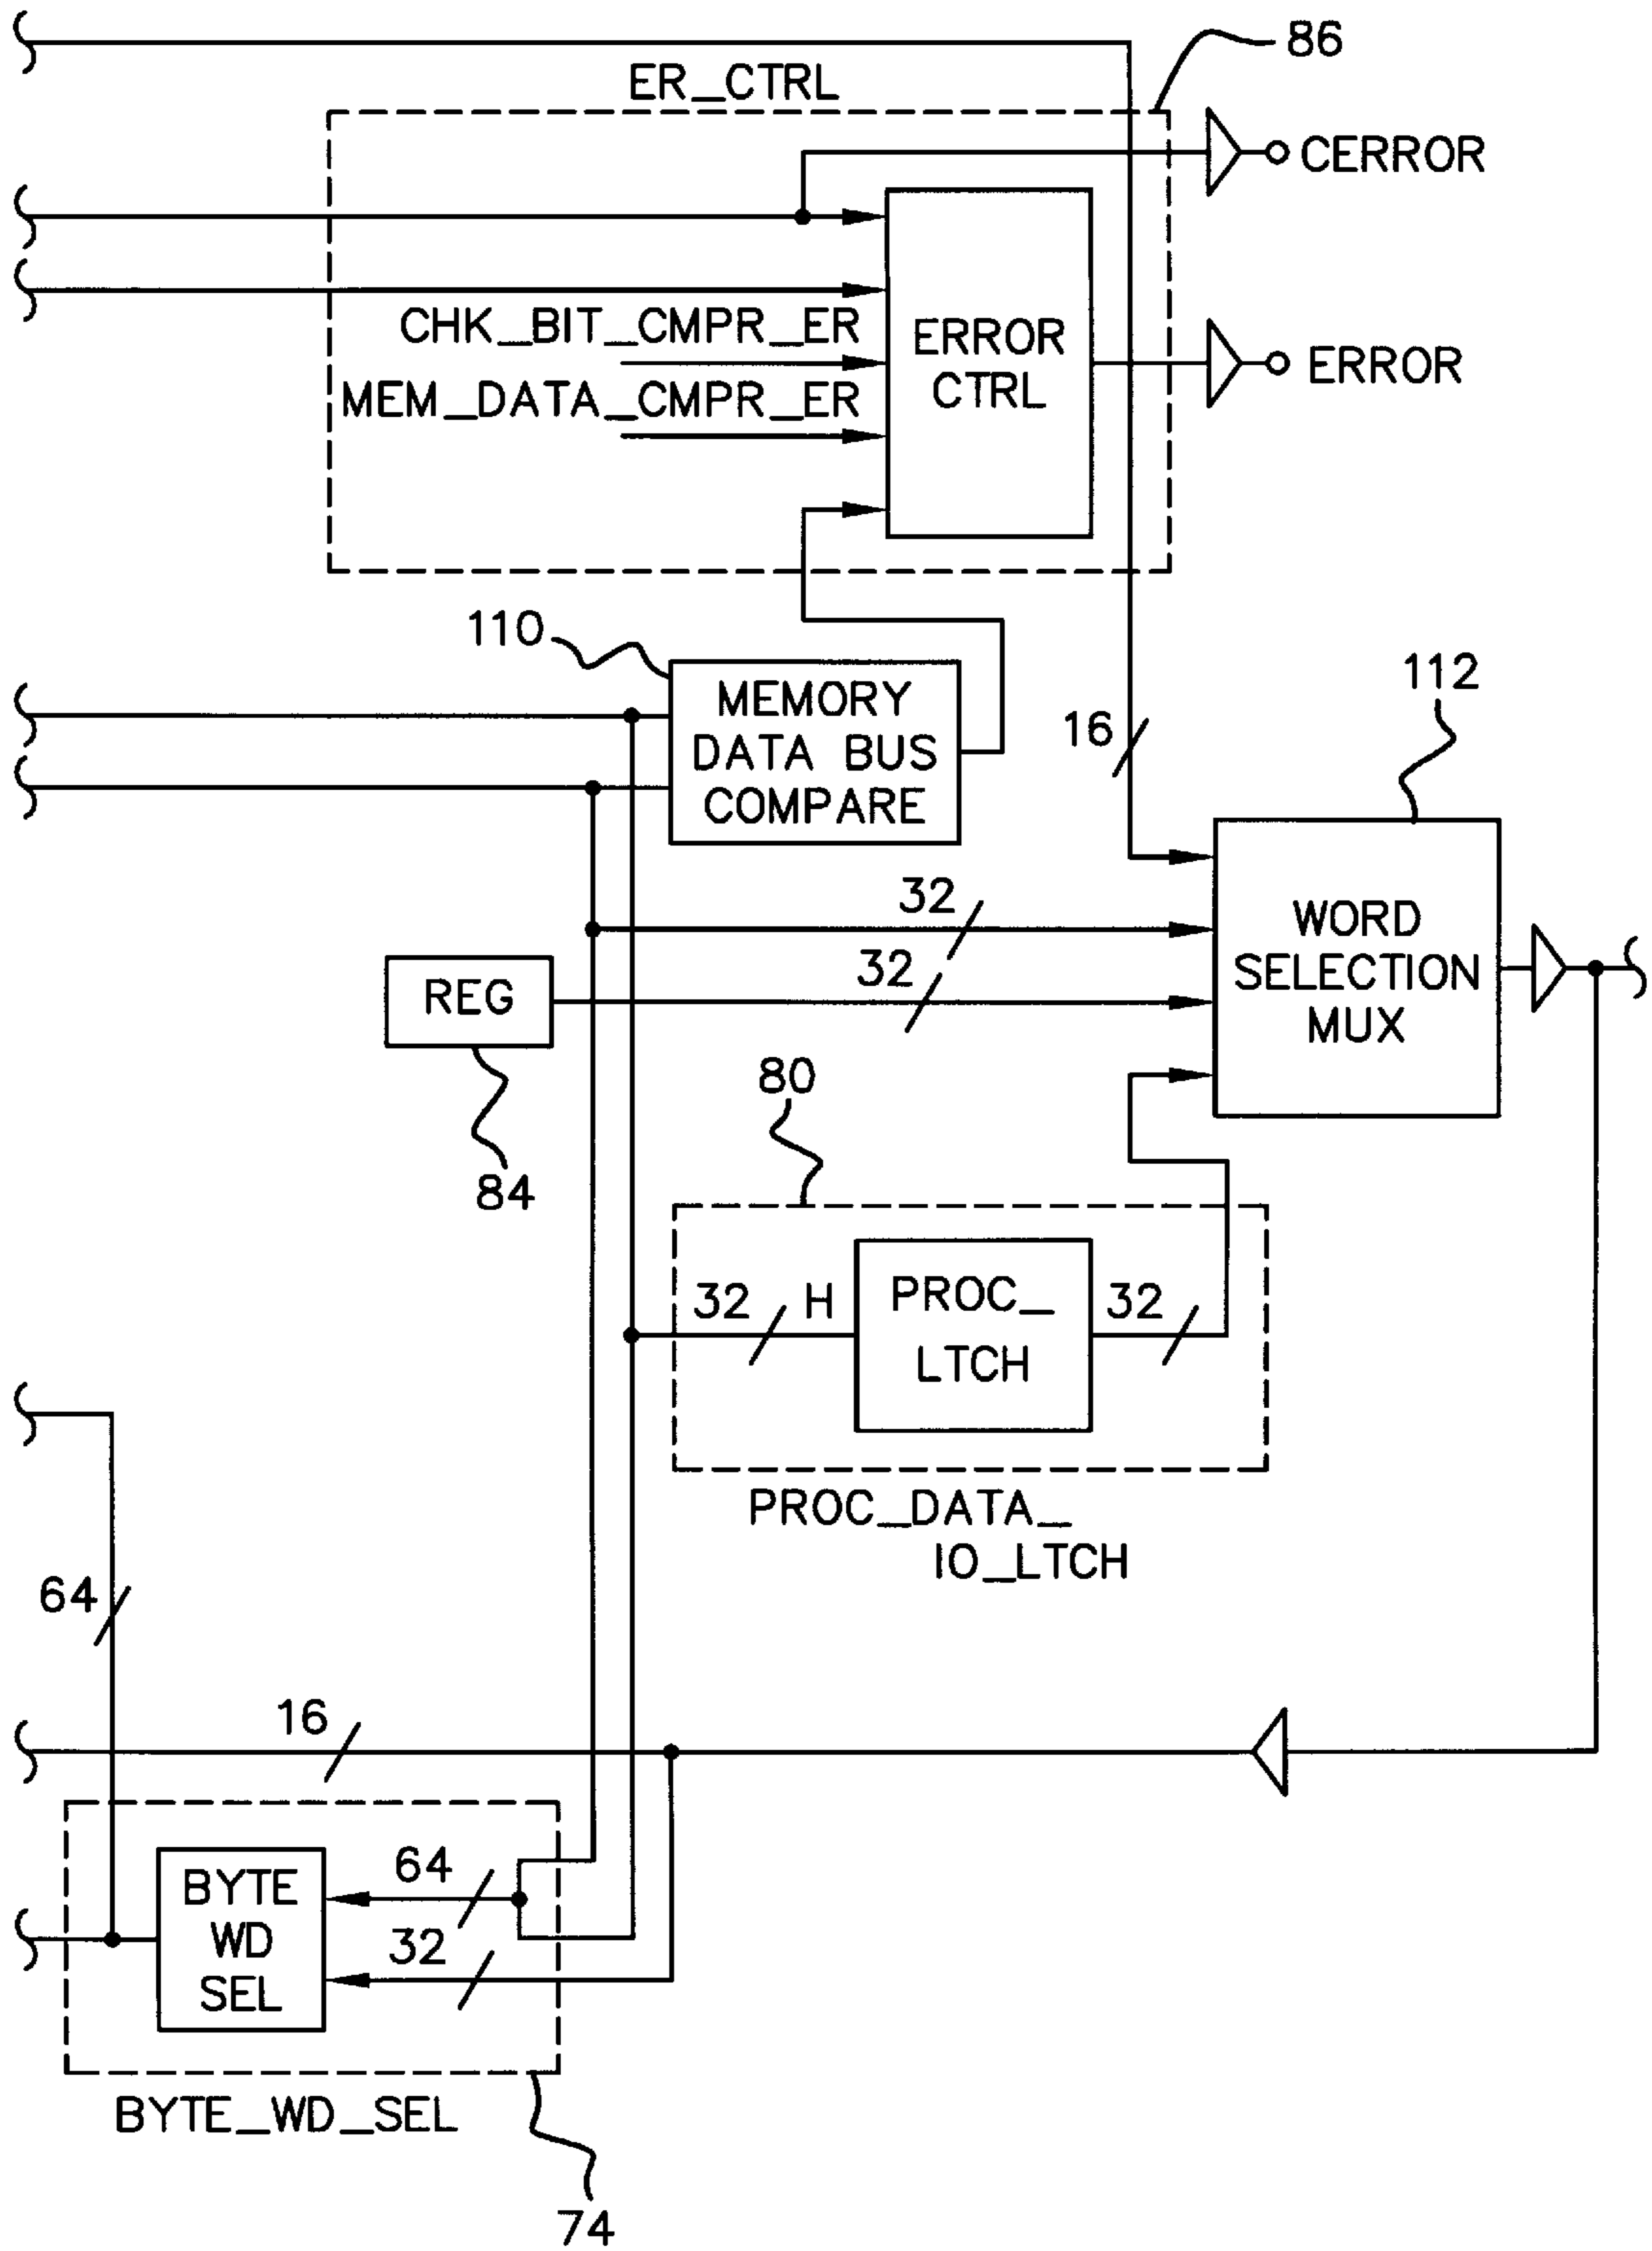 86
ER_CTRL
CERROR
CHK_BIT_CMPR_ER
MEM_DATA_CMPR_ER
ERROR
CTRL
ERROR
110
MEMORY
DATA BUS
COMPARE
16
112
32
32
WORD
SELECTION
MUX
REG
84
80
32
H
PROC_
LTCH
32
PROC_DATA_
IO_LTCH
64
16
BYTE
WD
SEL
64
32
BYTE_WD_SEL
74